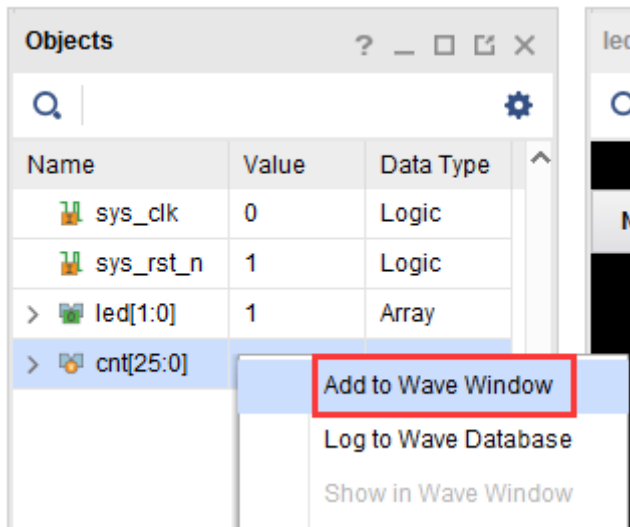 Objects
Name Value Data Type
sys_clk 0 Logic
sys_rst_n 1 Logic
led[1:0] 1 Array
cnt[25:0]
Add to Wave Window
Log to Wave Database
Show in Wave Window